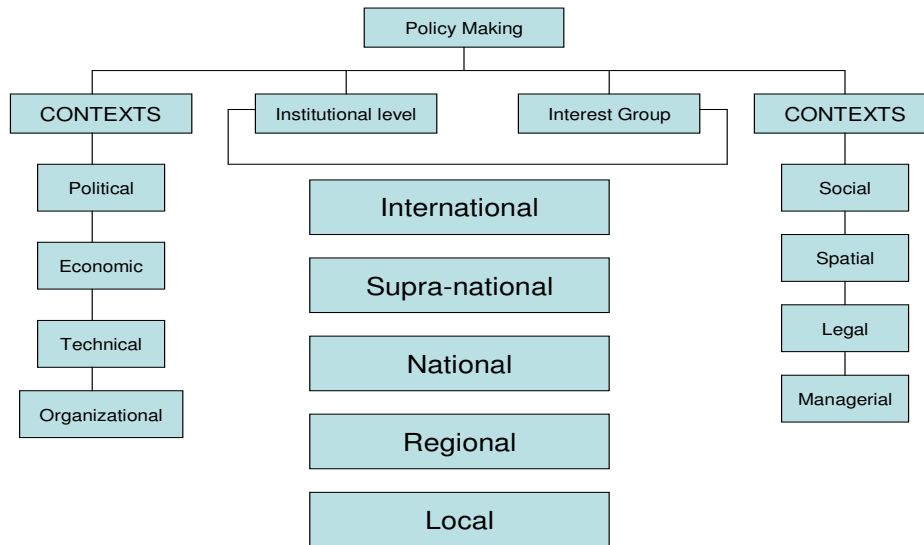 Policy Making
CONTEXTS
Institutional level
Interest Group
CONTEXTS
Political
Economic
Technical
Organizational
International
Supra-national
National
Regional
Local
Social
Spatial
Legal
Managerial